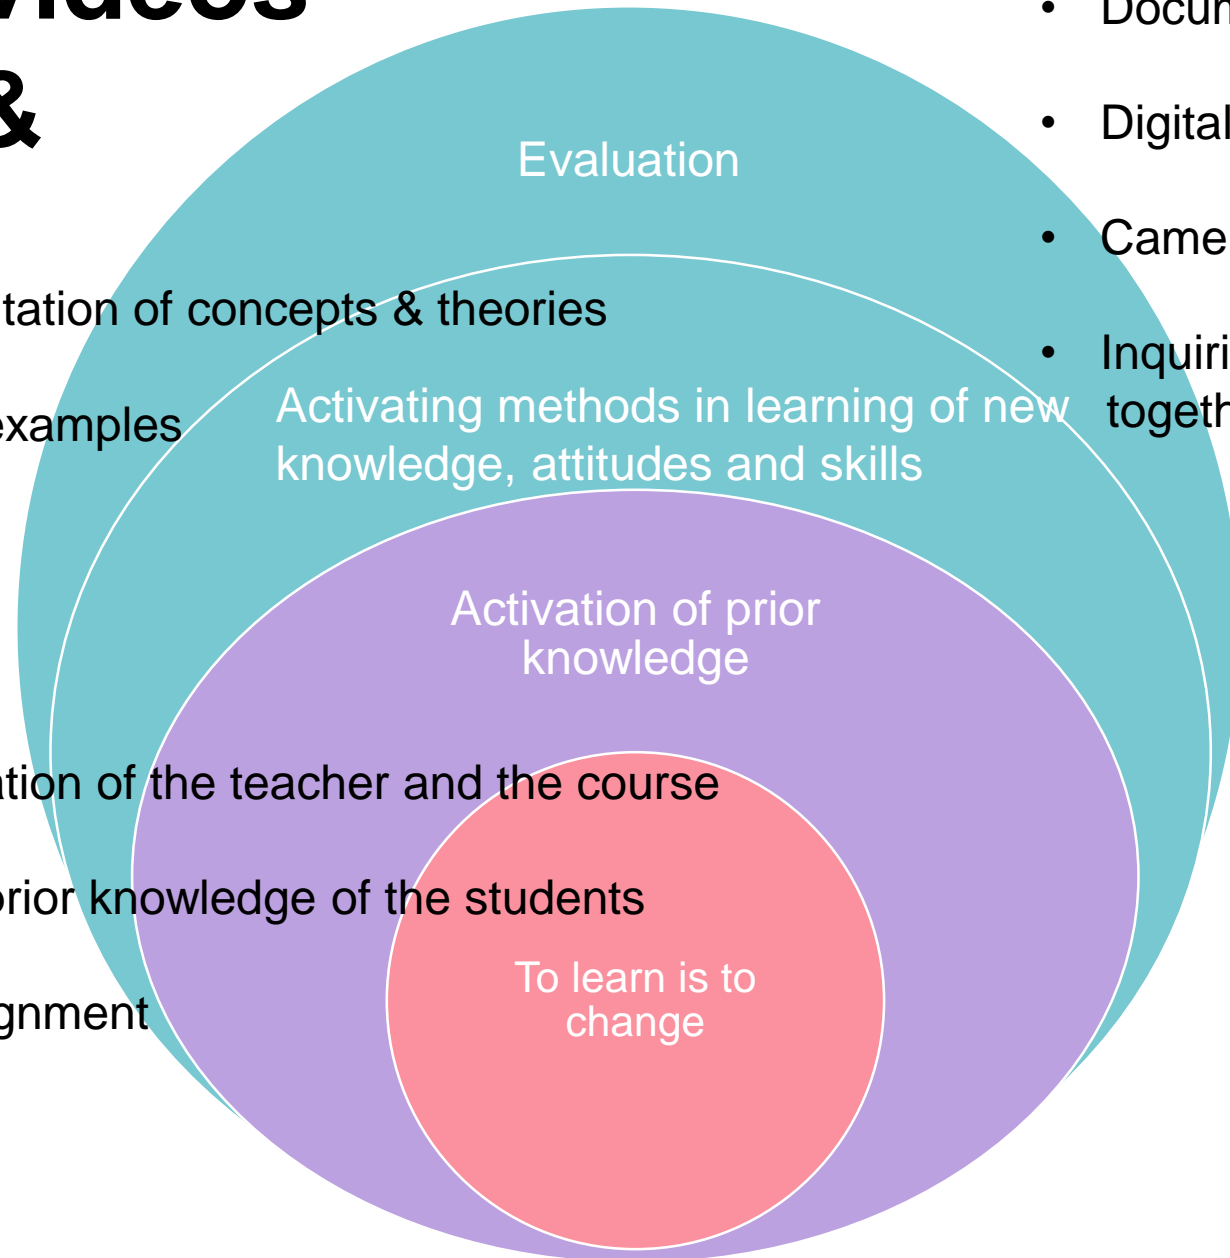 videos
&
Evaluation
tation of concepts & theories
examples
Activating methods in learning of new
knowledge, attitudes and skills
Activation of prior
knowledge
ation of the teacher and the course
prior knowledge of the students
gnment
To learn is to
change
• Docum
• Digital
• Came
• Inquiri
togeth